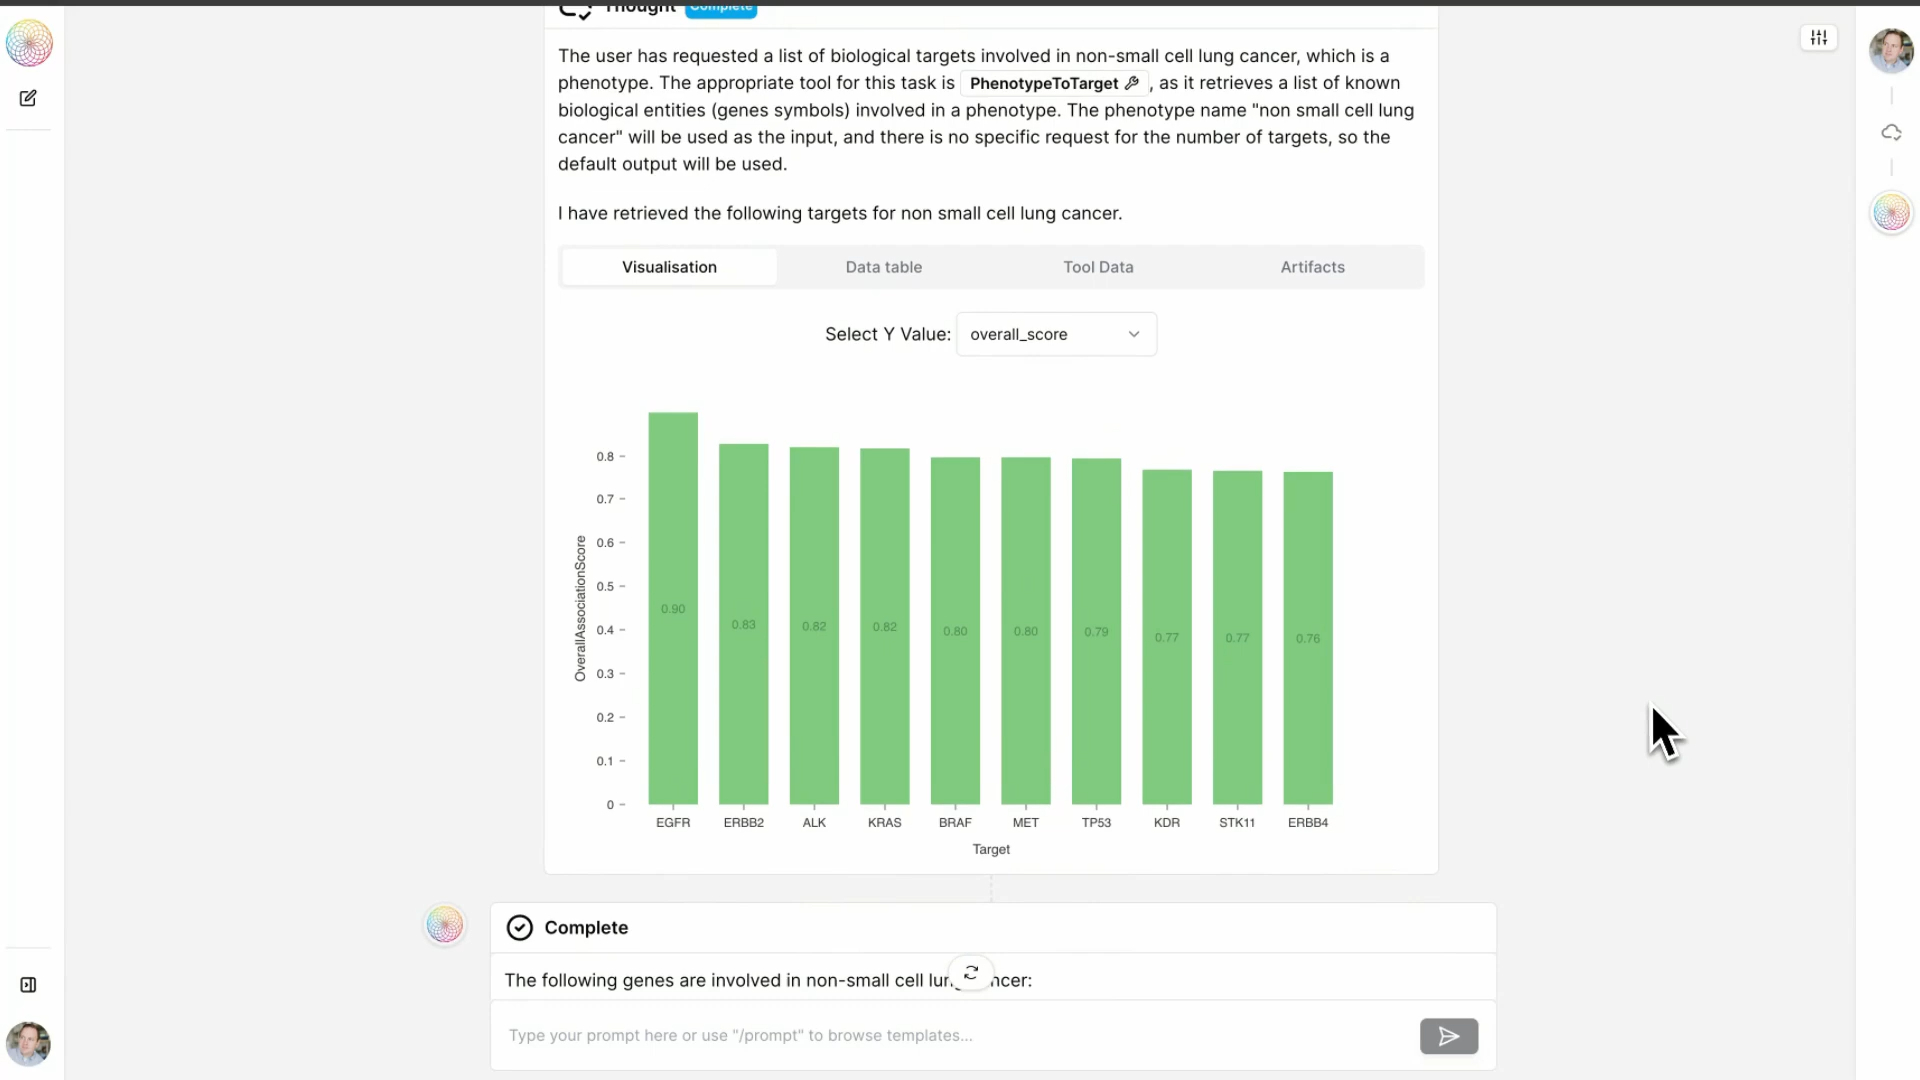 Thought Complete
The user has requested a list of biological targets involved in non-small cell lung cancer, which is a
phenotype. The appropriate tool for this task is PhenotypeToTarget , as it retrieves a list of known
biological entities (genes symbols) involved in a phenotype. The phenotype name "non small cell lung
cancer" will be used as the input, and there is no specific request for the number of targets, so the
default output will be used.
I have retrieved the following targets for non small cell lung cancer.
Visualisation Data table Tool Data Artifacts
Select Y Value: overall_score
OverallAssociationScore
0.8
0.7
0.6
0.5
0.4
0.3
0.2
0.1
0
0.90 0.83 0.82 0.82 0.80 0.80 0.79 0.77 0.77 0.76
EGFR ERBB2 ALK KRAS BRAF MET TP53 KDR STK11 ERBB4
Target
Complete
The following genes are involved in non-small cell
Type your prompt here or use "/prompt" to browse templates...